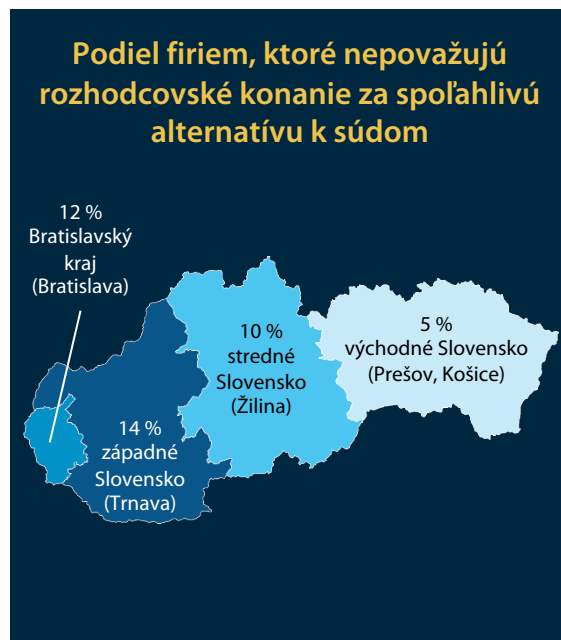 Podiel firiem, ktoré nepovažujú
rozhodcovské konanie za spoľahlivú
alternatívu k súdom
12 %
Bratislavský
kraj
(Bratislava)
10 %
stredné
Slovensko
(Žilina)
5 %
východné Slovensko
(Prešov, Košice)
14 %
západné
Slovensko
(Trnava)